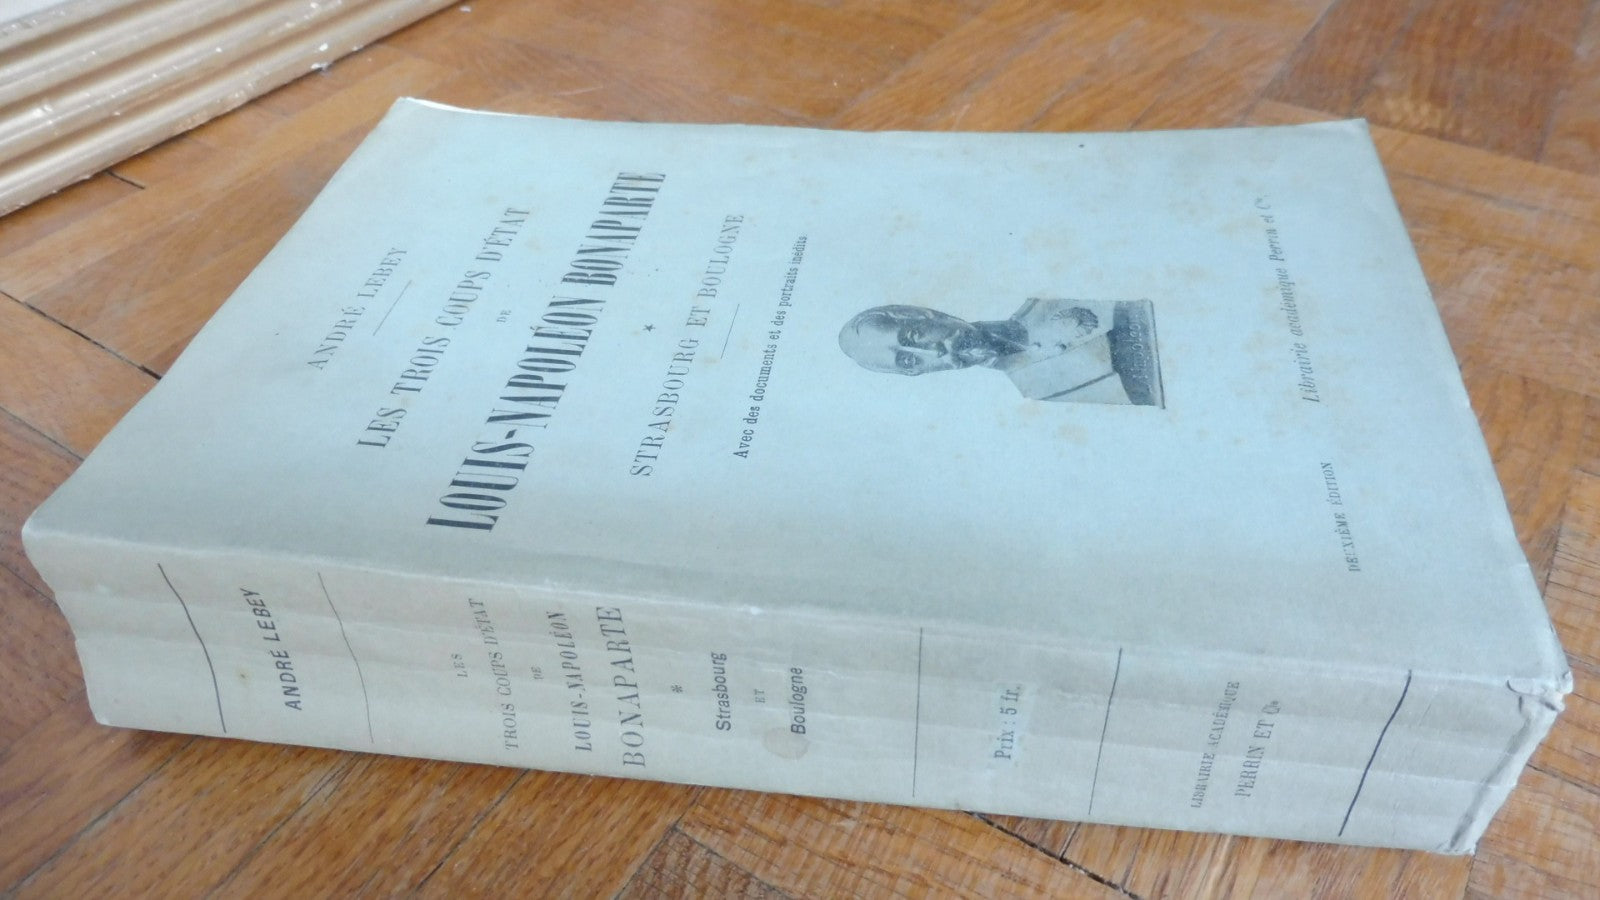 ANDRÉ LEBEY
LES TROIS COUPS D'ÉTAT
DE
LOUIS-NAPOLÉON BONAPARTE
*
STRASBOURG ET BOULOGNE
Avec des documents et des portraits inédits
Librairie académique Perrin et Cie.
DEUXIÈME ÉDITION
ANDRÉ LEBEY
LES
TROIS COUPS D'ÉTAT
DE
LOUIS-NAPOLÉON
BONAPARTE
*
Strasbourg
ET
Boulogne
Prix : 5 fr.
LIBRAIRIE ACADÉMIQUE
PERRIN ET Cie